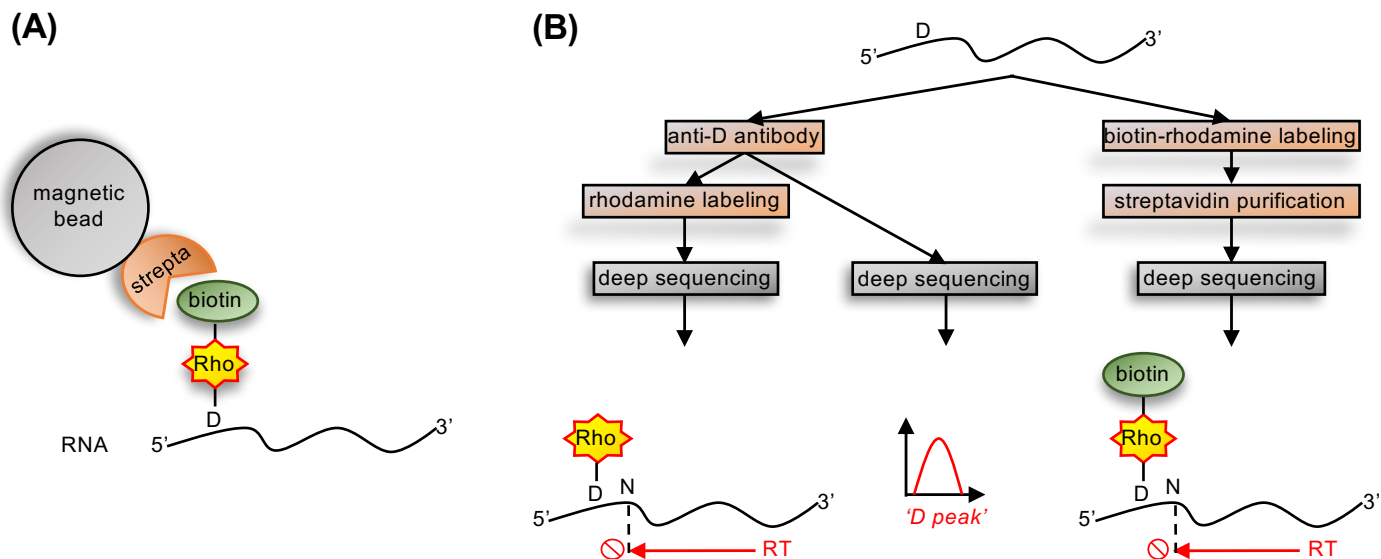 (A)
magnetic
bead
strepta
biotin
Rho
D
RNA
5’
3’
(B)
D
5’
3’
anti-D antibody
biotin-rhodamine labeling
rhodamine labeling
streptavidin purification
deep sequencing
deep sequencing
deep sequencing
biotin
Rho
Rho
D N
D N
5’
3’
‘D peak’
5’
3’
RT
RT